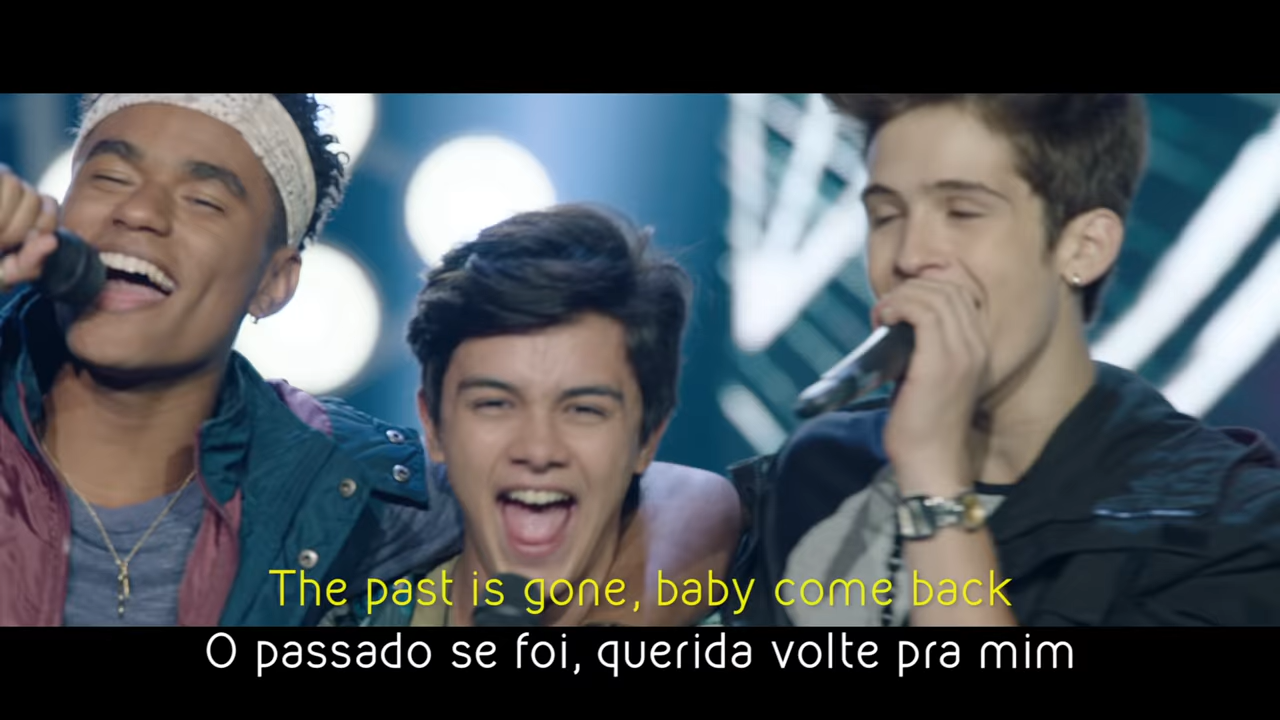 The past is gone, baby come back
O passado se foi, querida volte pra mim